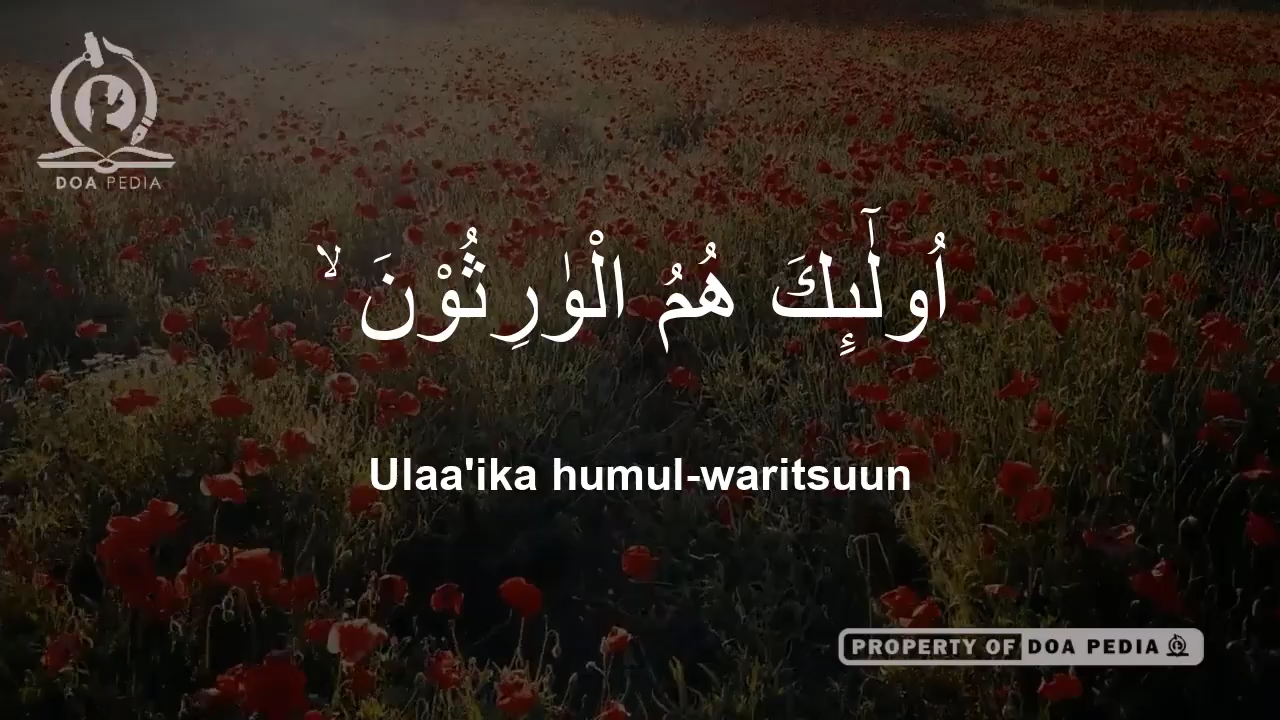 DOA PEDIA
اُولٰۤىِٕكَ هُمُ الْوٰرِثُوْنَ ۙ
Ulaa'ika humul-waritsuun
PROPERTY OF DOA PEDIA